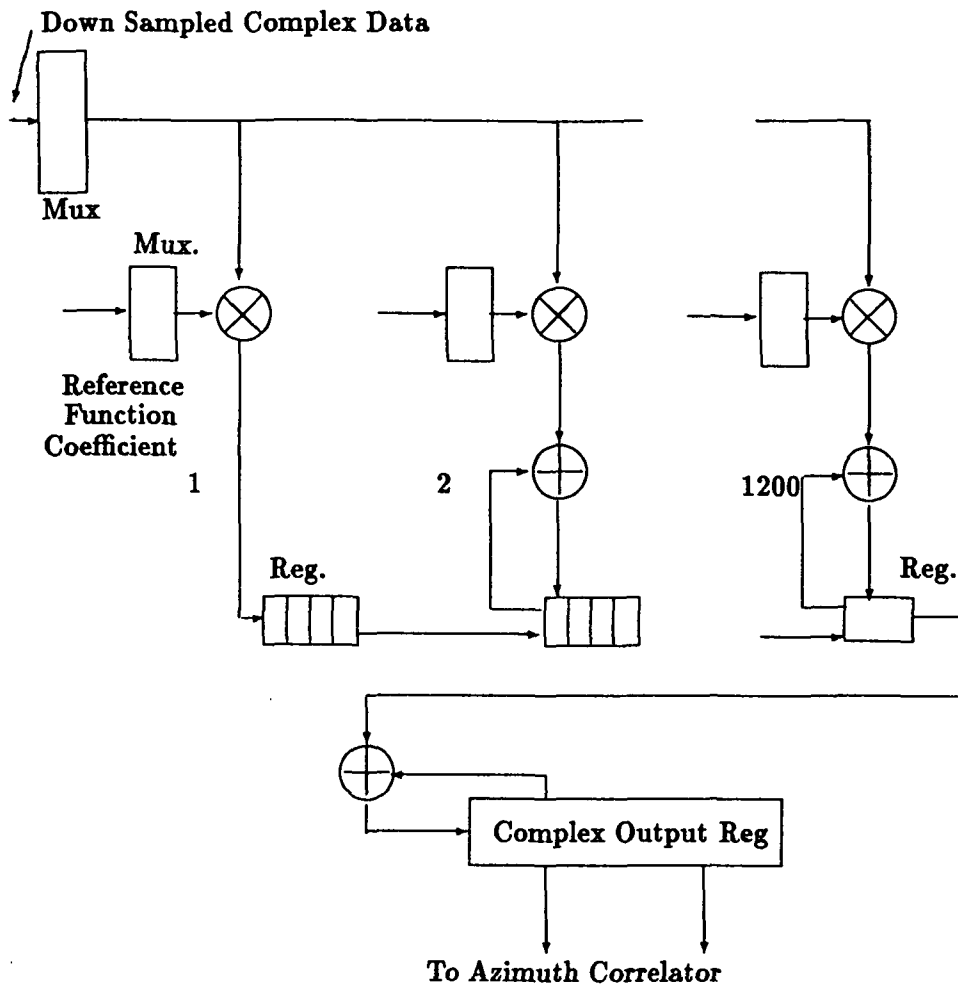 Down Sampled Complex Data
Mux
Mux.
Reference
Function
Coefficient
1
2
1200
Reg.
Reg.
Complex Output Reg
To Azimuth Correlator